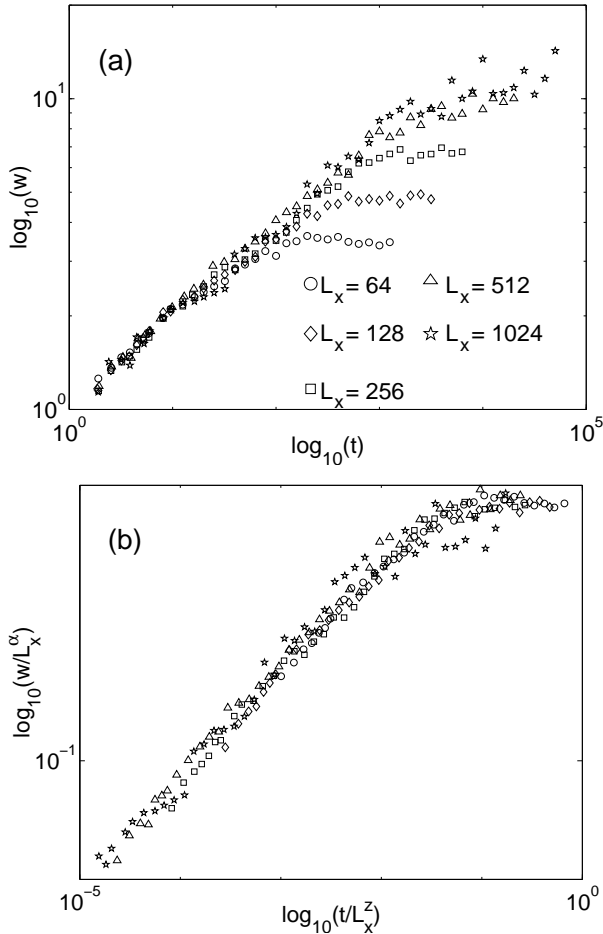 (a)
10^1
log_10(w)
L_x= 64
L_x= 512
L_x= 128
L_x= 1024
L_x= 256
10^0
10^0
10^5
log_10(t)
(b)
log_10(w/L_x^α)
10^-1
10^-5
10^0
log_10(t/L_x^z)